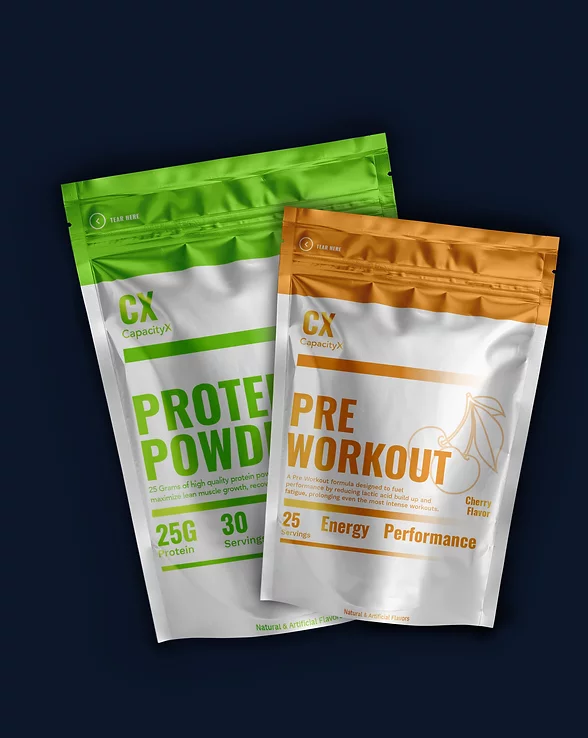 TEAR HERE
CX
CapacityX
PROTE
POWD
25 Grams of high quality protein pow
maximize lean muscle growth, reco
25G
Protein
30
Servings
Natural & Artificial Flavors
TEAR HERE
CX
CapacityX
PRE
WORKOUT
A Pre Workout formula designed to fuel
performance by reducing lactic acid build up and
fatigue, prolonging even the most intense workouts.
Cherry
Flavor
25
Servings
Energy
Performance
Natural & Artificial Flavors